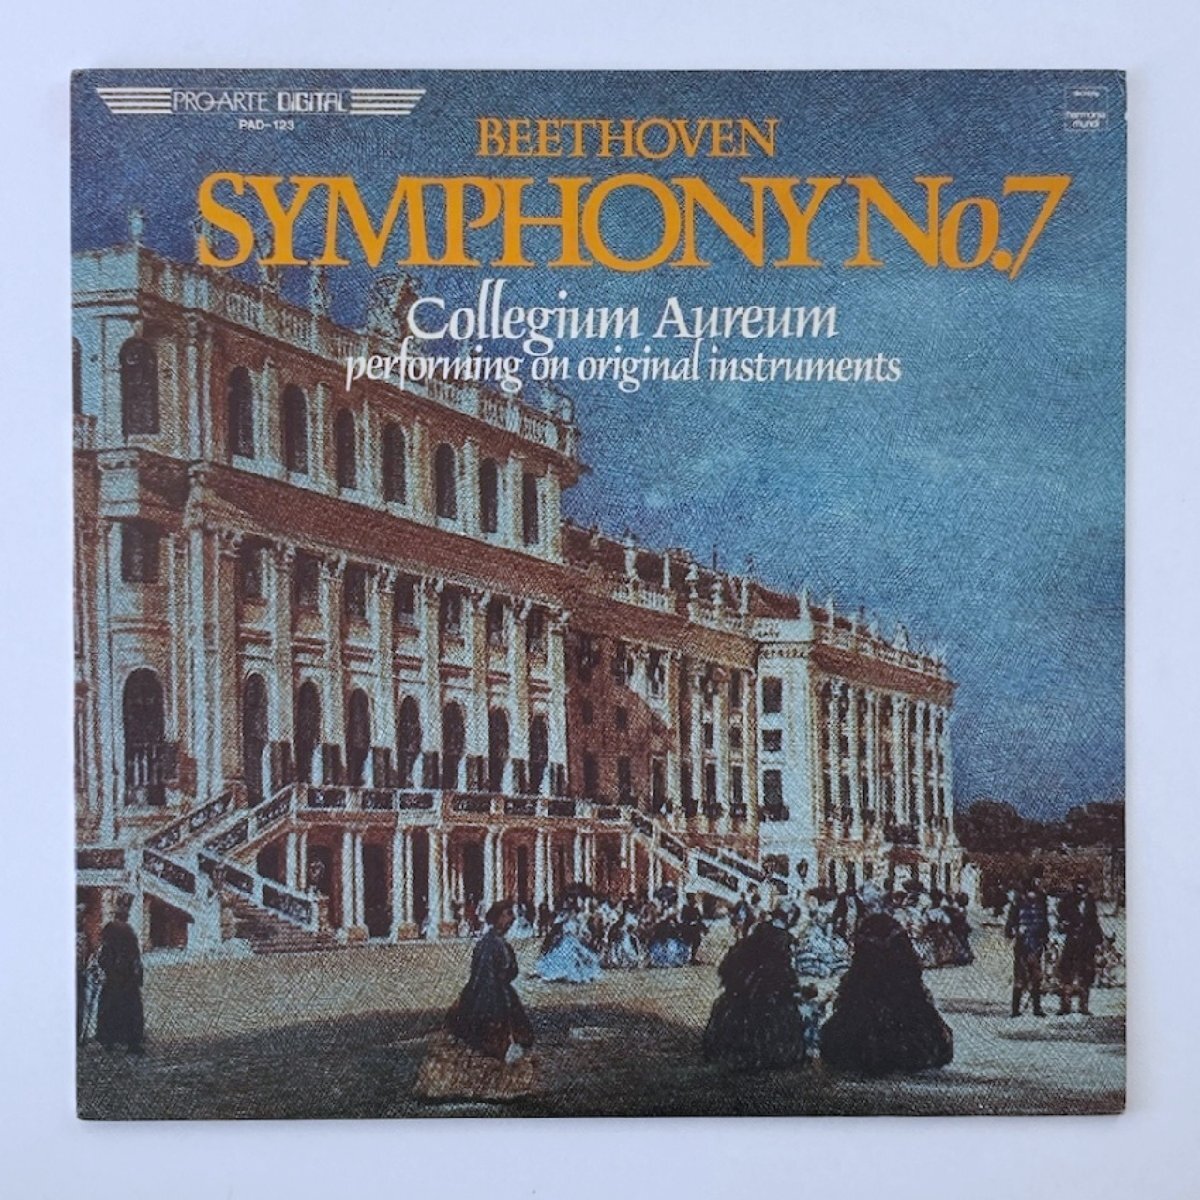 PRO-ARTE DIGITAL
PAD-123
harmonia
mundi
BEETHOVEN
SYMPHONY No.7
Collegium Aureum
performing on original instruments